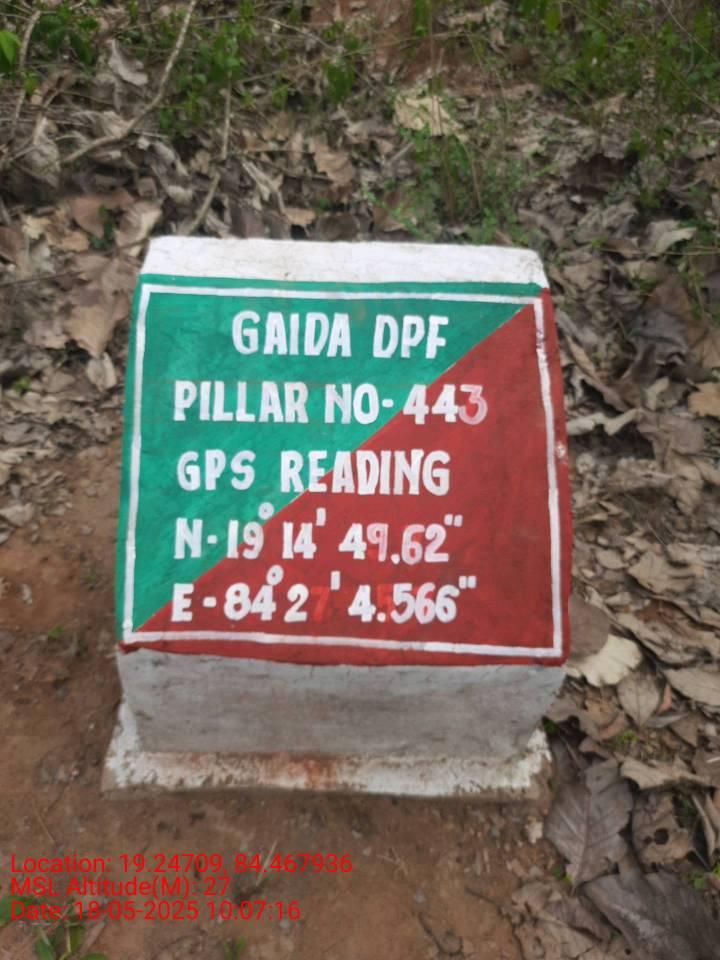 GAIDA DPF
PILLAR NO-443
GPS READING
N-19° 14' 49.62"
E-84° 27' 4.566"
Location: 19.24709, 84.467936
MSL Altitude(M): 27
Date: 18-05-2025 10:07:16